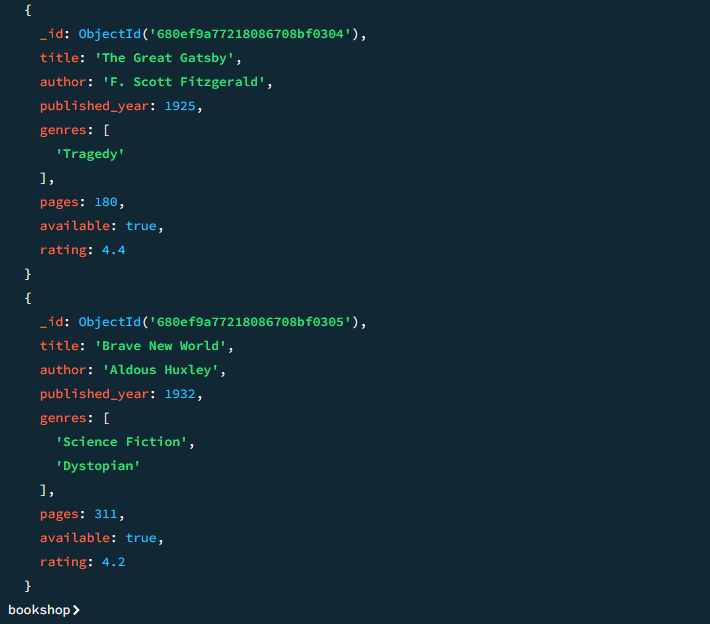 {
_id: ObjectId('680ef9a77218086708bf0304'),
title: 'The Great Gatsby',
author: 'F. Scott Fitzgerald',
published_year: 1925,
genres: [
'Tragedy'
],
pages: 180,
available: true,
rating: 4.4
}
{
_id: ObjectId('680ef9a77218086708bf0305'),
title: 'Brave New World',
author: 'Aldous Huxley',
published_year: 1932,
genres: [
'Science Fiction',
'Dystopian'
],
pages: 311,
available: true,
rating: 4.2
}
bookshop❯